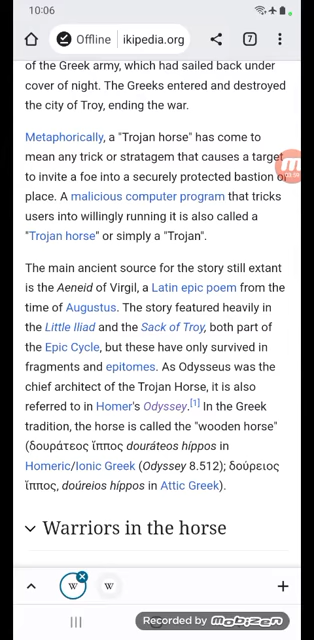 10:06
Offline ikipedia.org 7
of the Greek army, which had sailed back under
cover of night. The Greeks entered and destroyed
the city of Troy, ending the war.
Metaphorically, a "Trojan horse" has come to
mean any trick or stratagem that causes a target
to invite a foe into a securely protected bastion or
place. A malicious computer program that tricks
users into willingly running it is also called a
"Trojan horse" or simply a "Trojan".
The main ancient source for the story still extant
is the Aeneid of Virgil, a Latin epic poem from the
time of Augustus. The story featured heavily in
the Little Iliad and the Sack of Troy, both part of
the Epic Cycle, but these have only survived in
fragments and epitomes. As Odysseus was the
chief architect of the Trojan Horse, it is also
referred to in Homer's Odyssey.[1] In the Greek
tradition, the horse is called the "wooden horse"
(δουράτεος ἵππος douráteos híppos in
Homeric/Ionic Greek (Odyssey 8.512); δούρειος
ἵππος, doúreios híppos in Attic Greek).
Warriors in the horse
W W
Recorded by mobizen